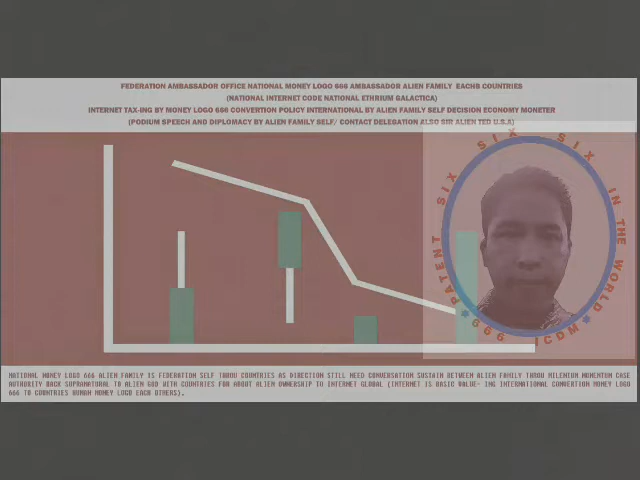 FEDERATION AMBASSADOR OFFICE NATIONAL MONEY LOGO 666 AMBASSADOR ALIEN FAMILY EACHS COUNTRIES
(NATIONAL INTERNET CODE NATIONAL ETHRIUM GALACTICA)
INTERNET TAX-ING BY MONEY LOGO 666 CONVERTION POLICY INTERNATIONAL BY ALIEN FAMILY SELF DECISION ECONOMY MONETER
(PODIUM SPEECH AND DIPLOMACY BY ALIEN FAMILY SELF/ CONTACT DELEGATION ALSO SIR ALIEN TED U.S.A)
PATENT SIX SIX SIX IN THE WORLD
666 ICDM
NATIONAL MONEY LOGO 666 ALIEN FAMILY IS FEDERATION SELF THROU COUNTRIES AS DIRECTION STILL NEED CONVERSATION SUSTAIN BETWEEN ALIEN FAMILY THROU MILENIUM MOMENTUM CASE
AUTHORITY BACK SUPRANATURAL TO ALIEN GOD WITH COUNTRIES FOR ABOUT ALIEN OWNERSHIP TO INTERNET GLOBAL (INTERNET IS BASIC VALUE- ING INTERNATIONAL CONVERTION MONEY LOGO
666 TO COUNTRIES HUMAN MONEY LOGO EACH OTHERS).